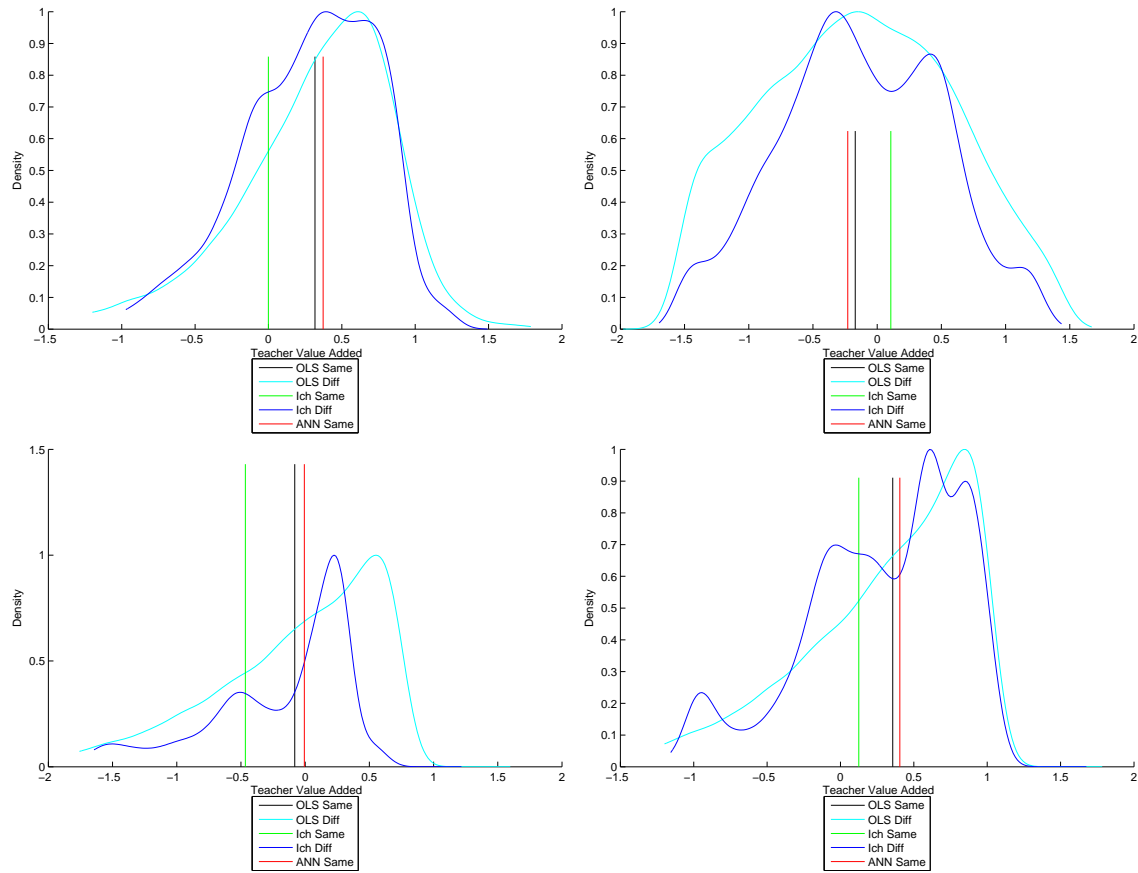 1
0.9
0.8
0.7
0.6
0.5
0.4
0.3
0.2
0.1
0
Density
−1.5 −1 −0.5 0 0.5 1 1.5 2
Teacher Value Added
OLS Same
OLS Diff
Ich Same
Ich Diff
ANN Same
1
0.9
0.8
0.7
0.6
0.5
0.4
0.3
0.2
0.1
0
Density
−2 −1.5 −1 −0.5 0 0.5 1 1.5 2
Teacher Value Added
OLS Same
OLS Diff
Ich Same
Ich Diff
ANN Same
1.5
1
0.5
0
Density
−2 −1.5 −1 −0.5 0 0.5 1 1.5 2
Teacher Value Added
OLS Same
OLS Diff
Ich Same
Ich Diff
ANN Same
1
0.9
0.8
0.7
0.6
0.5
0.4
0.3
0.2
0.1
0
Density
−1.5 −1 −0.5 0 0.5 1 1.5 2
Teacher Value Added
OLS Same
OLS Diff
Ich Same
Ich Diff
ANN Same